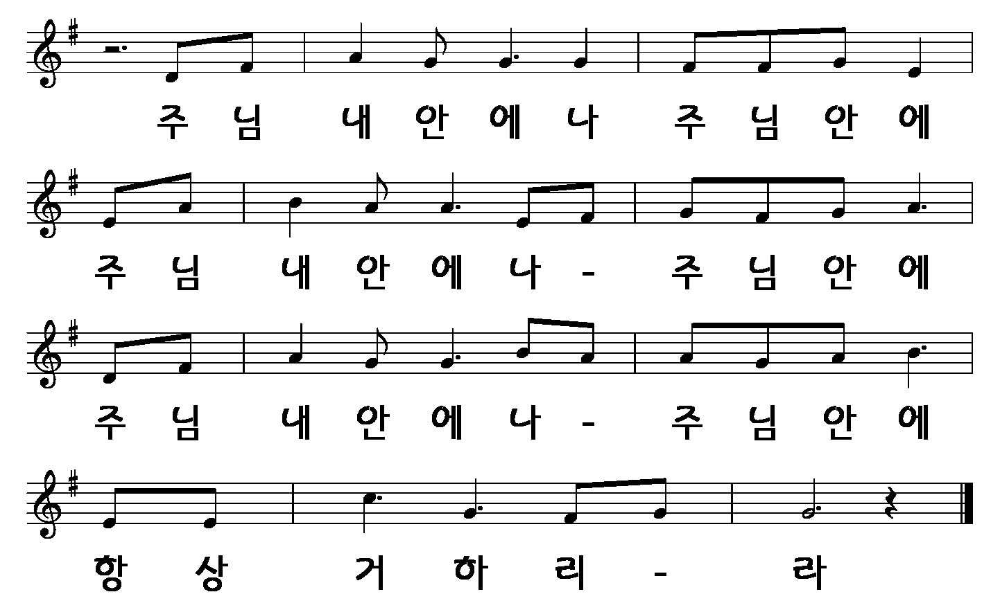 주 님 내 안 에 나 주 님 안 에
주 님 내 안 에 나 - 주 님 안 에
주 님 내 안 에 나 - 주 님 안 에
항 상 거 하 리 - 라